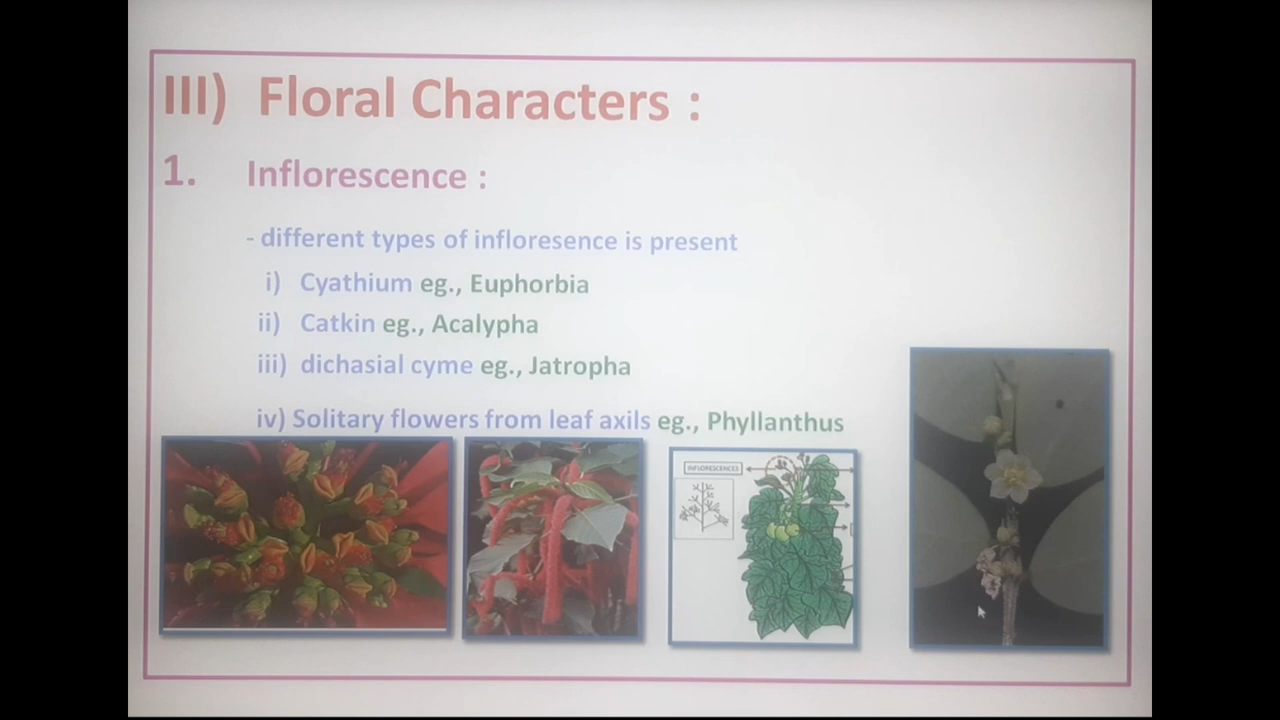 III) Floral Characters :
1. Inflorescence :
- different types of infloresence is present
i) Cyathium eg., Euphorbia
ii) Catkin eg., Acalypha
iii) dichasial cyme eg., Jatropha
iv) Solitary flowers from leaf axils eg., Phyllanthus
INFLORESCENCES